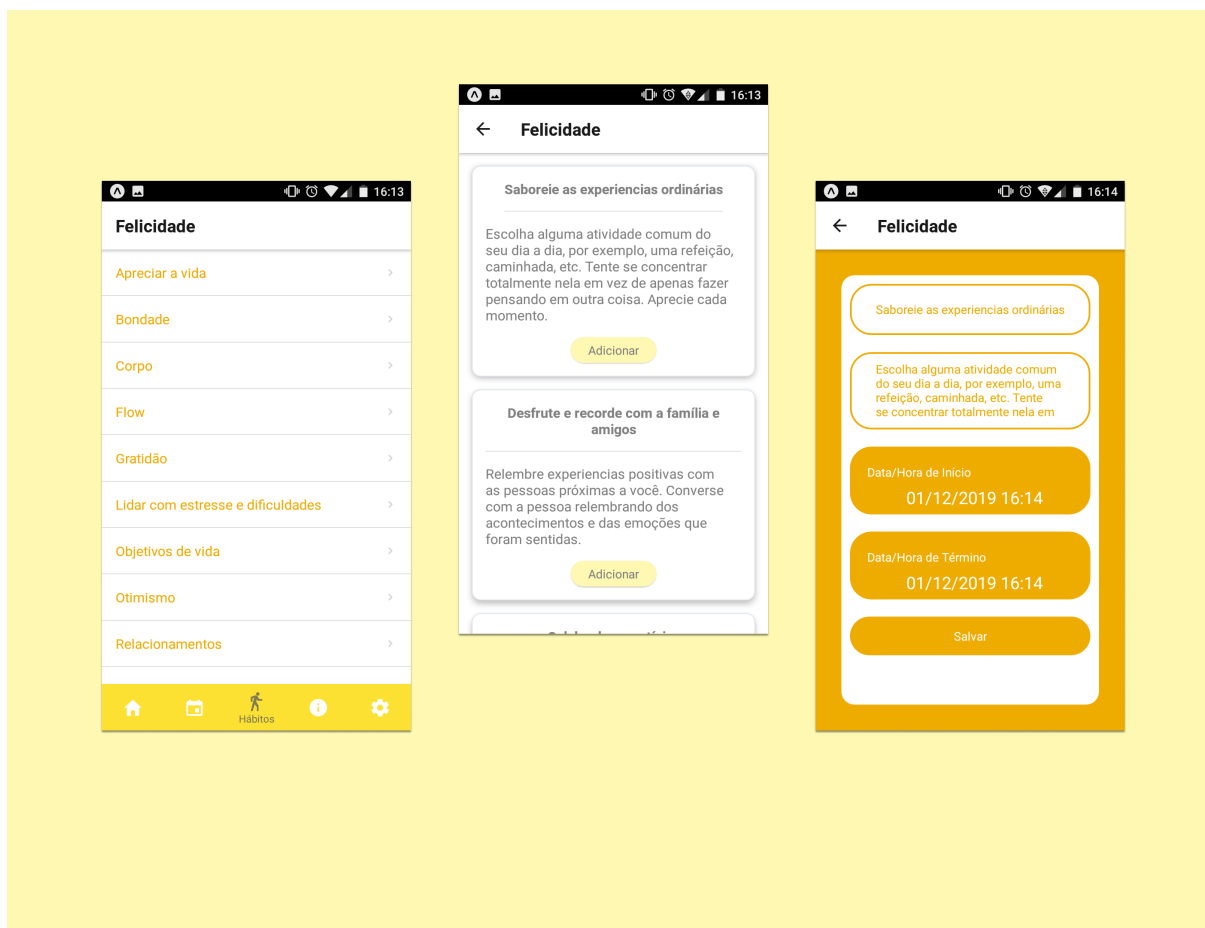 16:13
Felicidade
Apreciar a vida
Bondade
Corpo
Flow
Gratidão
Lidar com estresse e dificuldades
Objetivos de vida
Otimismo
Relacionamentos
Hábitos
16:13
Felicidade
Saboreie as experiencias ordinárias
Escolha alguma atividade comum do
seu dia a dia, por exemplo, uma refeição,
caminhada, etc. Tente se concentrar
totalmente nela em vez de apenas fazer
pensando em outra coisa. Aprecie cada
momento.
Adicionar
Desfrute e recorde com a família e
amigos
Relembre experiencias positivas com
as pessoas próximas a você. Converse
com a pessoa relembrando dos
acontecimentos e das emoções que
foram sentidas.
Adicionar
16:14
Felicidade
Saboreie as experiencias ordinárias
Escolha alguma atividade comum
do seu dia a dia, por exemplo, uma
refeição, caminhada, etc. Tente
se concentrar totalmente nela em
Data/Hora de Início
01/12/2019 16:14
Data/Hora de Término
01/12/2019 16:14
Salvar